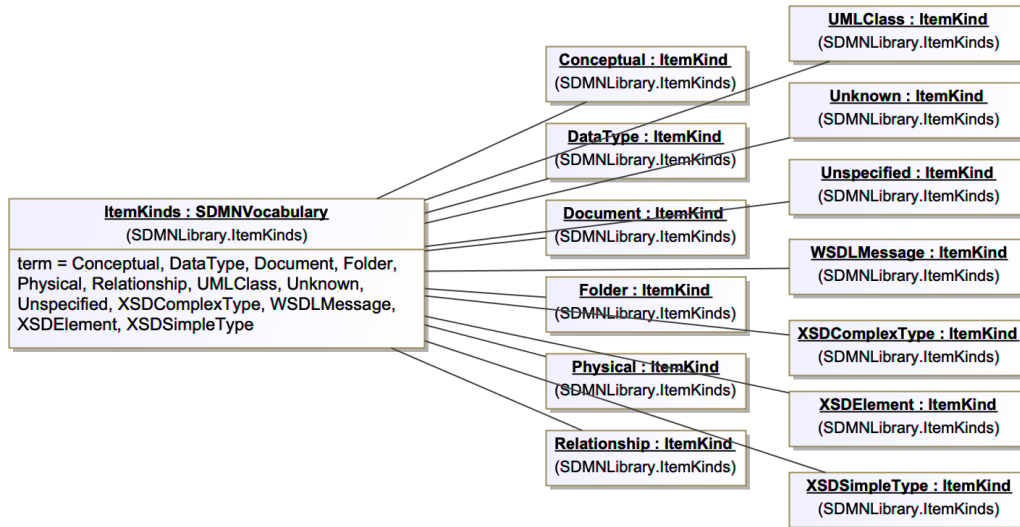 ItemKinds : SDMNVocabulary
(SDMNLibrary.ItemKinds)
term = Conceptual, DataType, Document, Folder,
Physical, Relationship, UMLClass, Unknown,
Unspecified, XSDComplexType, WSDLMessage,
XSDElement, XSDSimpleType
Conceptual : ItemKind
(SDMNLibrary.ItemKinds)
DataType : ItemKind
(SDMNLibrary.ItemKinds)
Document : ItemKind
(SDMNLibrary.ItemKinds)
Folder : ItemKind
(SDMNLibrary.ItemKinds)
Physical : ItemKind
(SDMNLibrary.ItemKinds)
Relationship : ItemKind
(SDMNLibrary.ItemKinds)
UMLClass : ItemKind
(SDMNLibrary.ItemKinds)
Unknown : ItemKind
(SDMNLibrary.ItemKinds)
Unspecified : ItemKind
(SDMNLibrary.ItemKinds)
WSDLMessage : ItemKind
(SDMNLibrary.ItemKinds)
XSDComplexType : ItemKind
(SDMNLibrary.ItemKinds)
XSDElement : ItemKind
(SDMNLibrary.ItemKinds)
XSDSimpleType : ItemKind
(SDMNLibrary.ItemKinds)